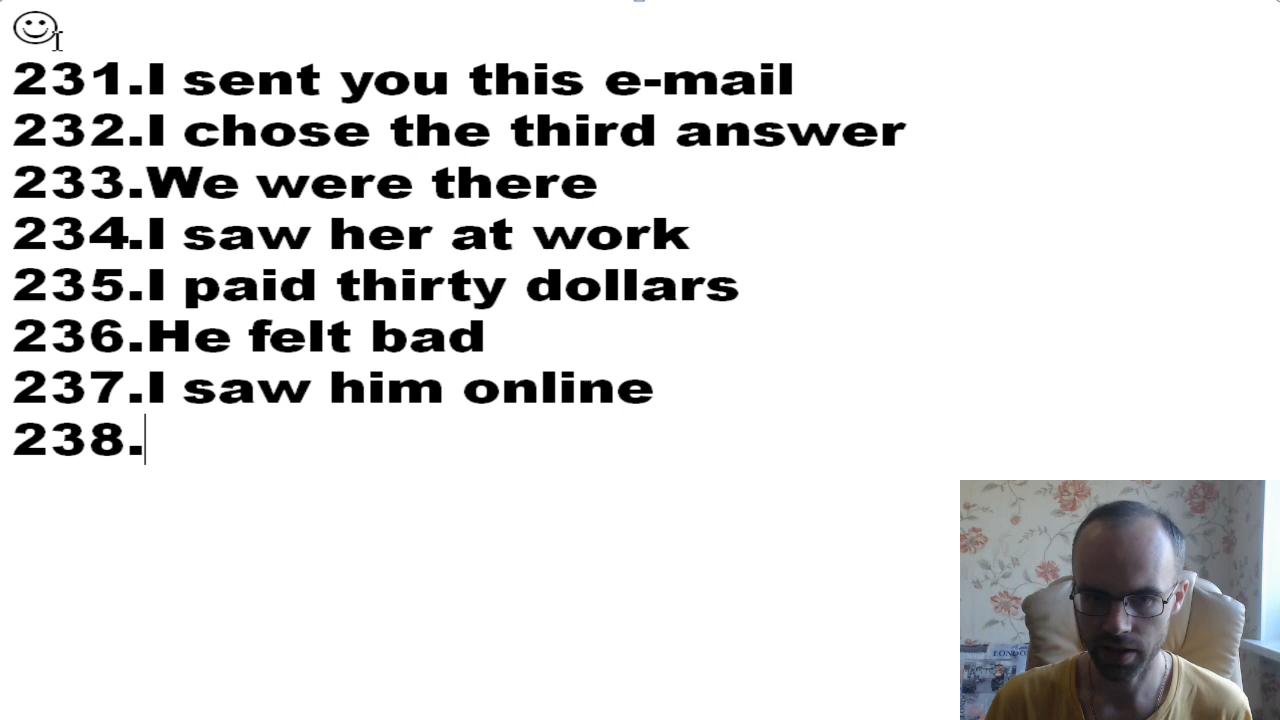 231.I sent you this e-mail
232.I chose the third answer
233.We were there
234.I saw her at work
235.I paid thirty dollars
236.He felt bad
237.I saw him online
238.
LONDO